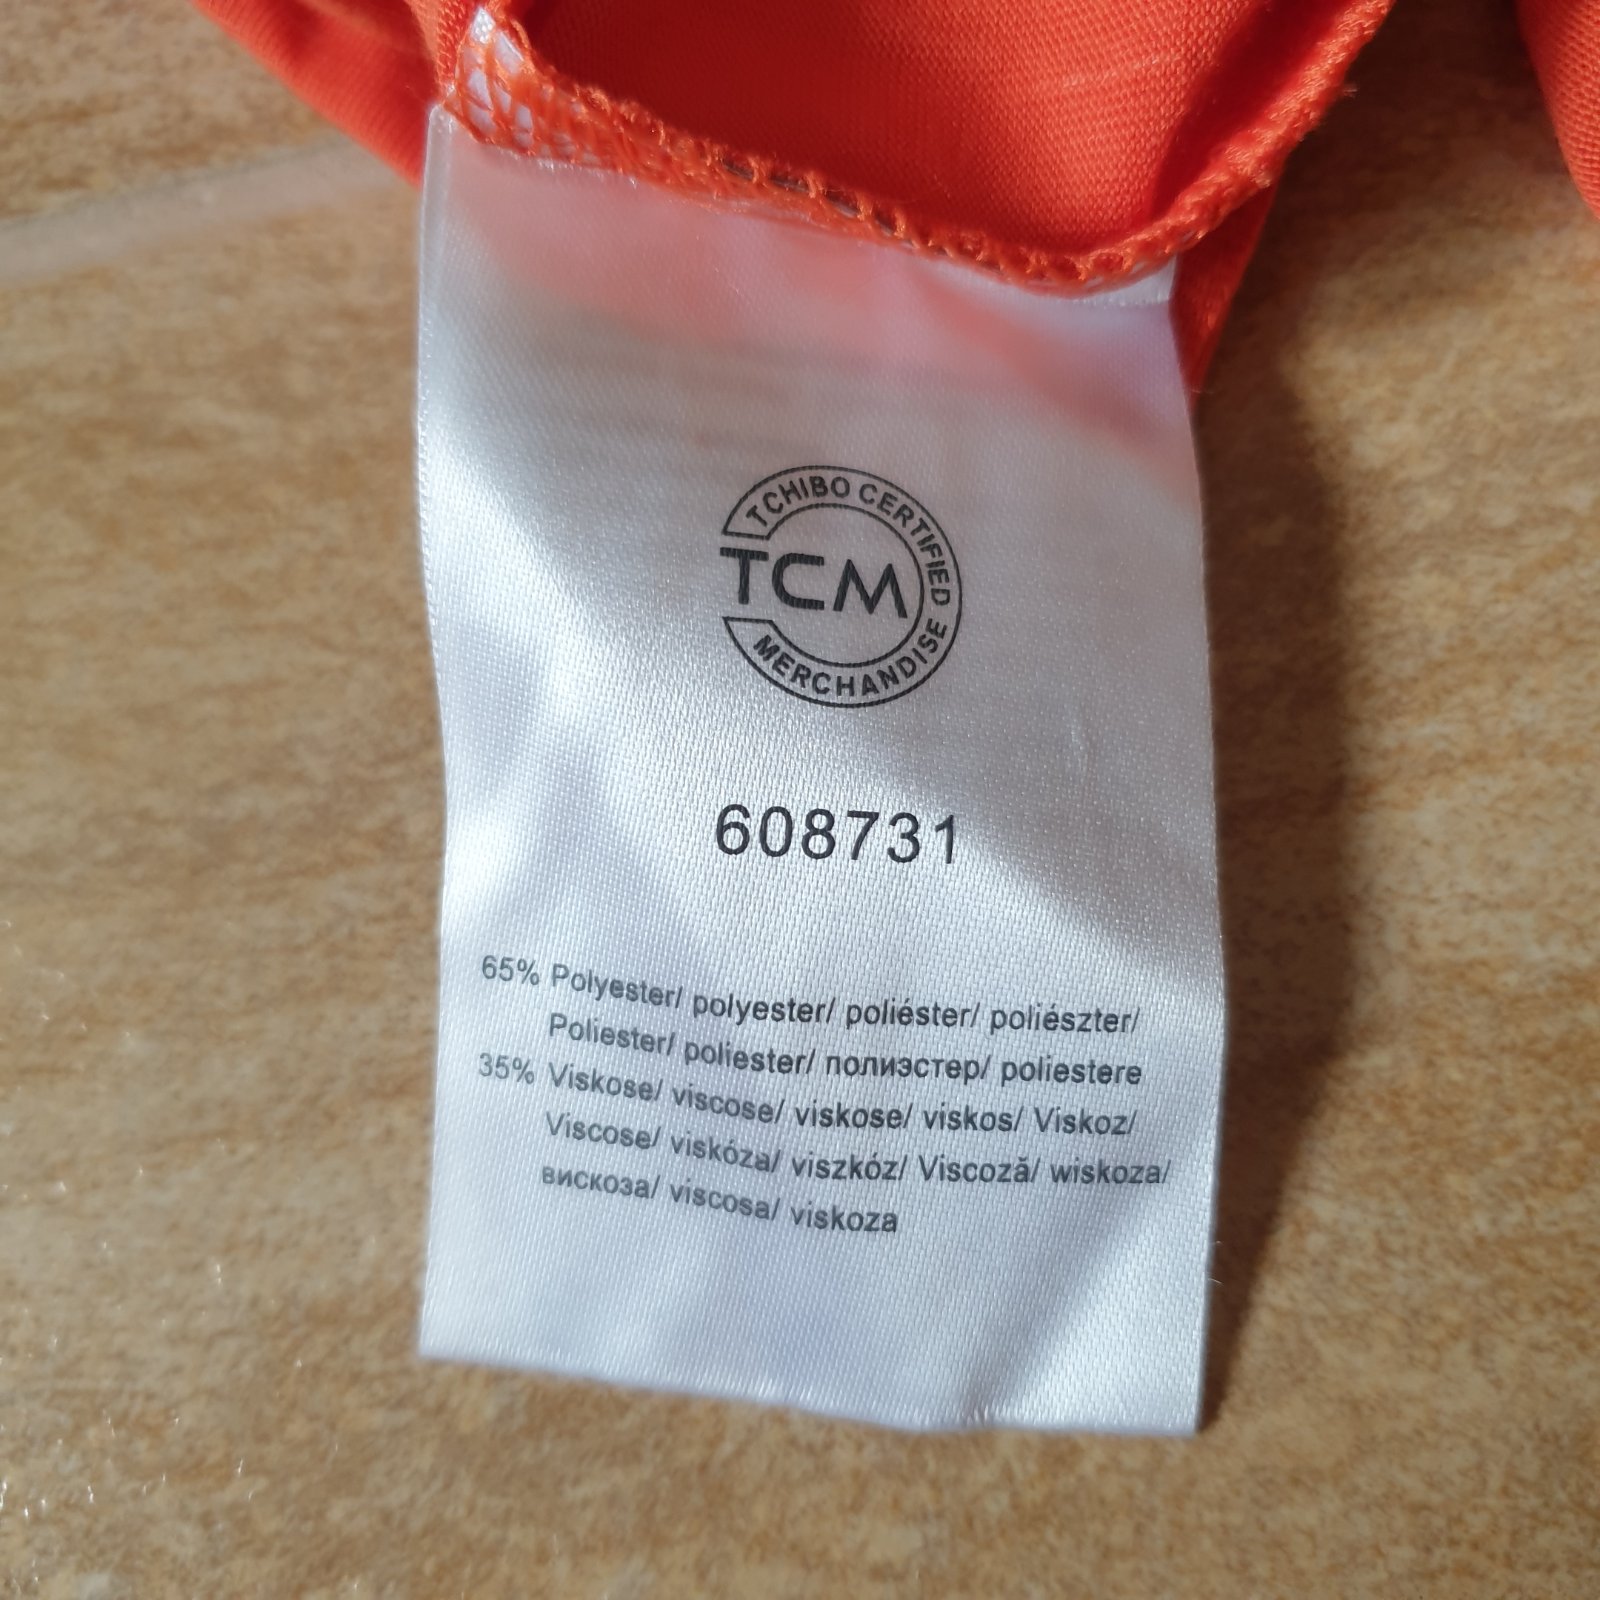 TCHIBO CERTIFIED
TCM
MERCHANDISE
608731
65% Polyester/ polyester/ poliéster/ poliészter/
Poliester/ poliester/ полиэстер/ poliestere
35% Viskose/ viscose/ viskose/ viskos/ Viskoz/
Viscose/ viskóza/ viszkóz/ Viscoză/ wiskoza/
вискоза/ viscosa/ viskoza